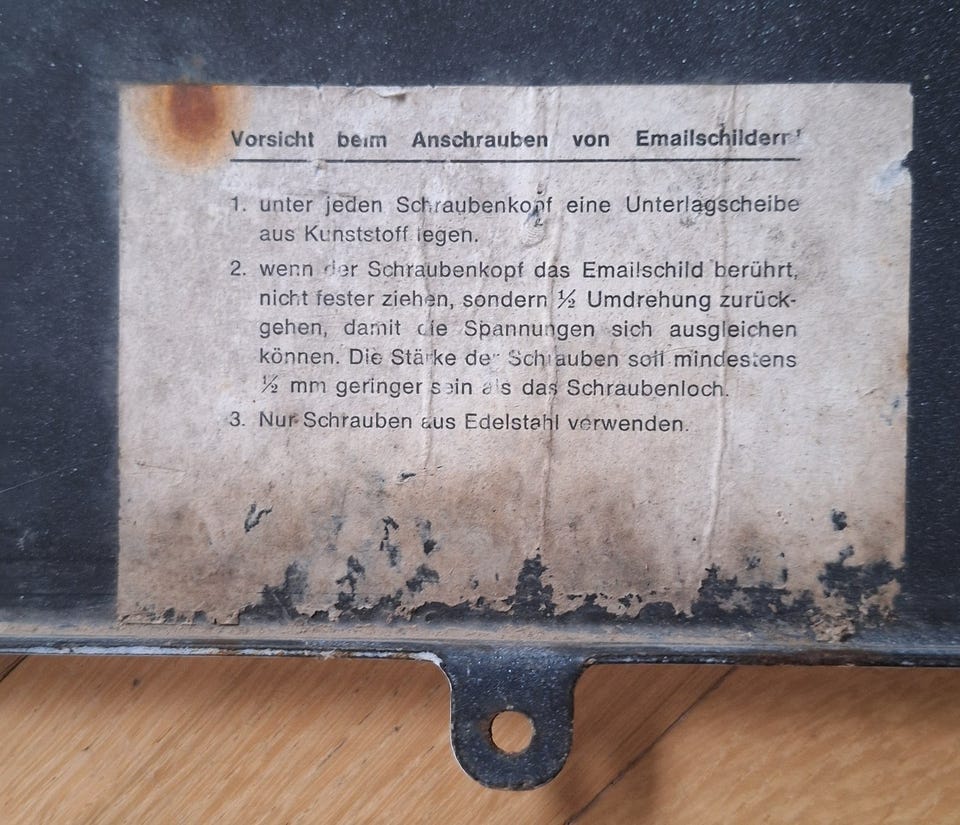 Vorsicht beim Anschrauben von Emailschildern!
1. unter jeden Schraubenkopf eine Unterlagscheibe
aus Kunststoff legen.
2. wenn der Schraubenkopf das Emailschild berührt,
nicht fester ziehen, sondern ½ Umdrehung zurück-
gehen, damit die Spannungen sich ausgleichen
können. Die Stärke der Schrauben soll mindestens
½ mm geringer sein als das Schraubenloch.
3. Nur Schrauben aus Edelstahl verwenden.